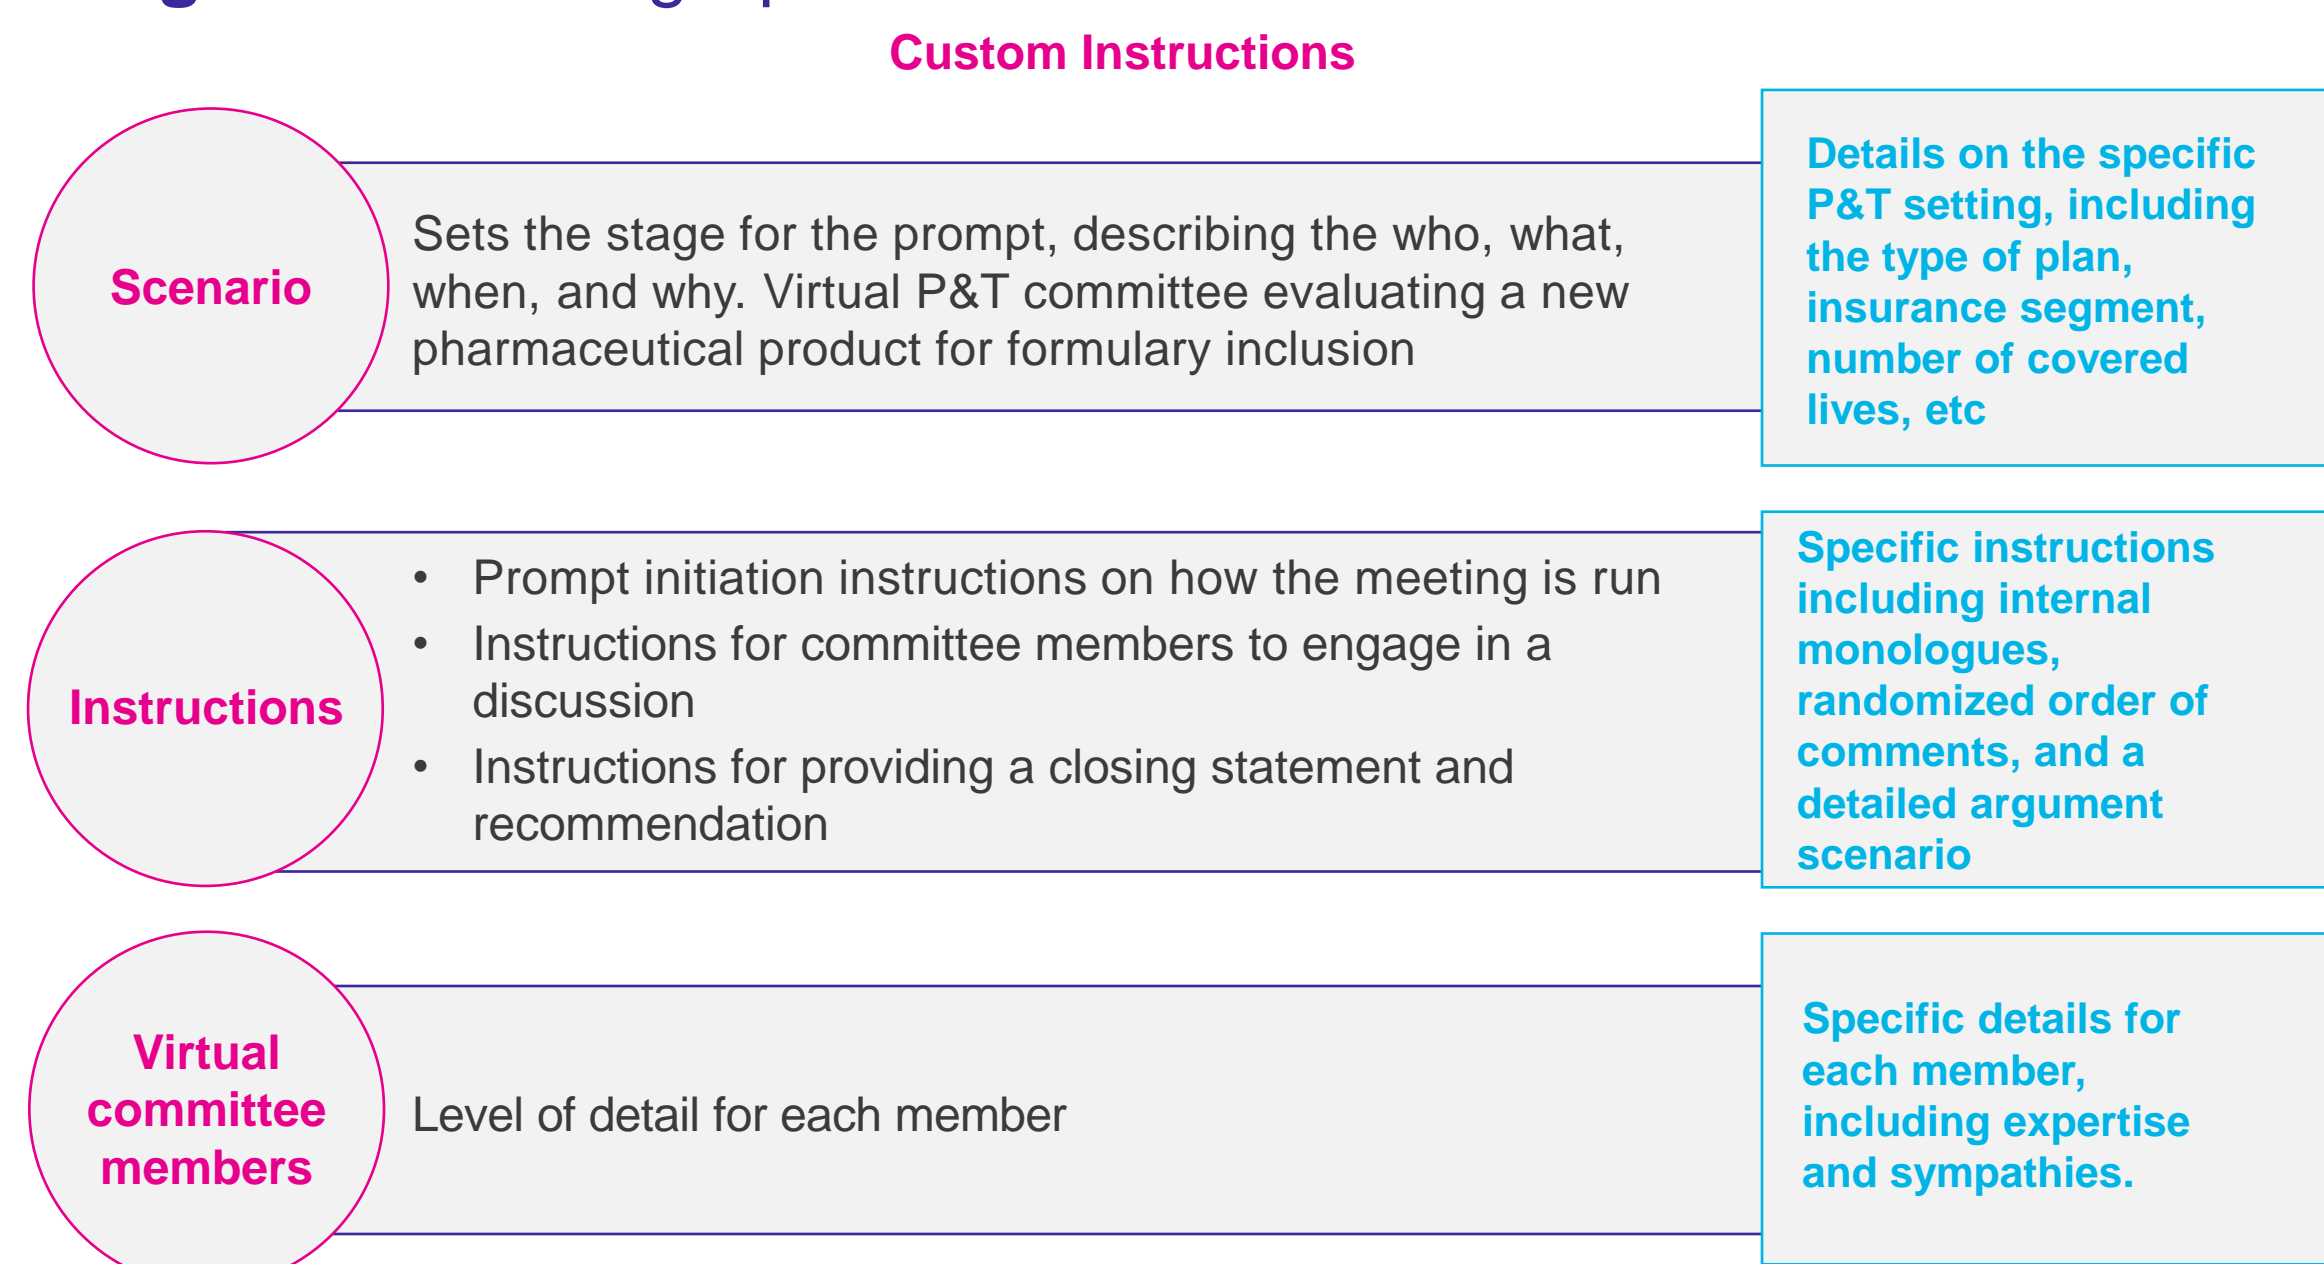 Custom Instructions
Scenario
Sets the stage for the prompt, describing the who, what,
when, and why. Virtual P&T committee evaluating a new
pharmaceutical product for formulary inclusion
Details on the specific
P&T setting, including
the type of plan,
insurance segment,
number of covered
lives, etc
Instructions
• Prompt initiation instructions on how the meeting is run
• Instructions for committee members to engage in a
discussion
• Instructions for providing a closing statement and
recommendation
Specific instructions
including internal
monologues,
randomized order of
comments, and a
detailed argument
scenario
Virtual
committee
members
Level of detail for each member
Specific details for
each member,
including expertise
and sympathies.